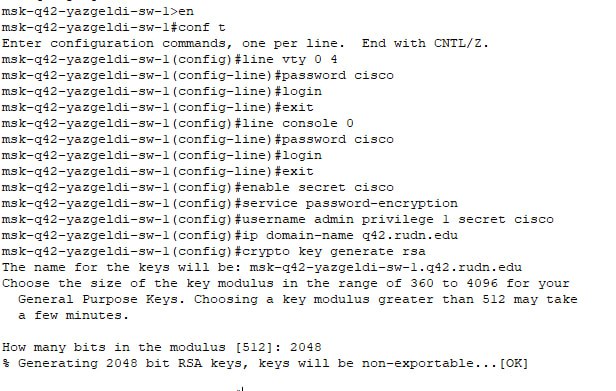 msk-q42-yazgeldi-sw-1>en
msk-q42-yazgeldi-sw-1#conf t
Enter configuration commands, one per line.  End with CNTL/Z.
msk-q42-yazgeldi-sw-1(config)#line vty 0 4
msk-q42-yazgeldi-sw-1(config-line)#password cisco
msk-q42-yazgeldi-sw-1(config-line)#login
msk-q42-yazgeldi-sw-1(config-line)#exit
msk-q42-yazgeldi-sw-1(config)#line console 0
msk-q42-yazgeldi-sw-1(config-line)#password cisco
msk-q42-yazgeldi-sw-1(config-line)#login
msk-q42-yazgeldi-sw-1(config-line)#exit
msk-q42-yazgeldi-sw-1(config)#enable secret cisco
msk-q42-yazgeldi-sw-1(config)#service password-encryption
msk-q42-yazgeldi-sw-1(config)#username admin privilege 1 secret cisco
msk-q42-yazgeldi-sw-1(config)#ip domain-name q42.rudn.edu
msk-q42-yazgeldi-sw-1(config)#crypto key generate rsa
The name for the keys will be: msk-q42-yazgeldi-sw-1.q42.rudn.edu
Choose the size of the key modulus in the range of 360 to 4096 for your
  General Purpose Keys. Choosing a key modulus greater than 512 may take
  a few minutes.

How many bits in the modulus [512]: 2048
% Generating 2048 bit RSA keys, keys will be non-exportable...[OK]